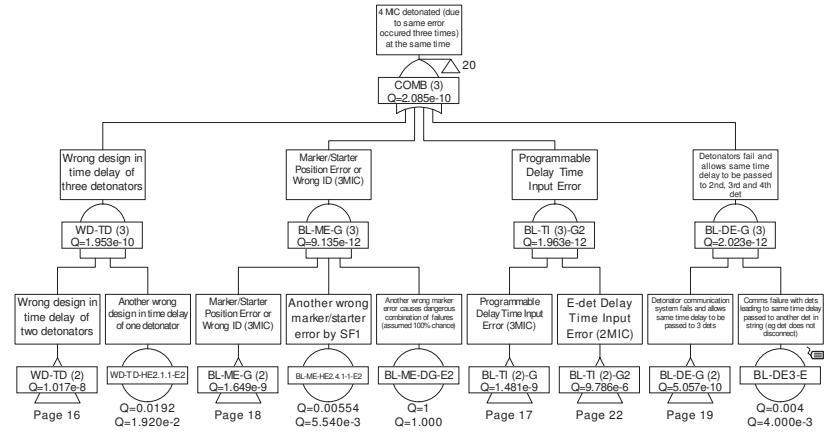 4 MIC detonated (due
to same error
occured three times)
at the same time
20
COMB (3)
Q=2.085e-10
Wrong design in
time delay of
three detonators
Marker/Starter
Position Error or
Wrong ID (3MIC)
Programmable
Delay Time
Input Error
Detonators fail and
allows same time
delay to be passed
to 2nd, 3rd and 4th
det
WD-TD (3)
Q=1.953e-10
BL-ME-G (3)
Q=9.135e-12
BL-TI (3)-G2
Q=1.963e-12
BL-DE-G (3)
Q=2.023e-12
Wrong design in
time delay of
two detonators
Another wrong
design in time delay
of one detonator
Marker/Starter
Position Error or
Wrong ID (3MIC)
Another wrong
marker/starter
error by SF1
Another wrong marker
error causes dangerous
combination of failures
(assumed 100% chance)
Programmable
Delay Time Input
Error (3MIC)
E-det Delay
Time Input
Error (2MIC)
Detonator communication
system fails and allows
same time delay to be
passed to 3 dets
Comms failure with dets
leading to same time delay
passed to another det in
string (eg det does not
disconnect)
WD-TD (2)
Q=1.017e-8
WD-TD-HE2.1.1-E2
BL-ME-G (2)
Q=1.649e-9
BL-ME-HE2.4.1-1-E2
BL-ME-DG-E2
BL-TI (2)-G
Q=1.481e-9
BL-TI (2)-G2
Q=9.786e-6
BL-DE-G (2)
Q=5.057e-10
BL-DE3-E
Page 16
Q=0.0192
Q=1.920e-2
Page 18
Q=0.00554
Q=5.540e-3
Q=1
Q=1.000
Page 17
Page 22
Page 19
Q=0.004
Q=4.000e-3